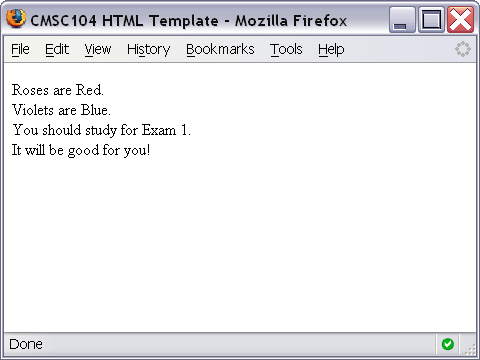 CMSC104 HTML Template - Mozilla Firefox
File Edit View History Bookmarks Tools Help
Roses are Red.
Violets are Blue.
You should study for Exam 1.
It will be good for you!
Done